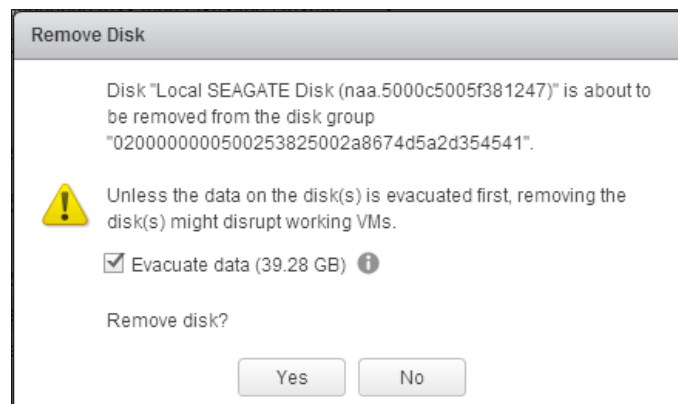 Remove Disk
Disk "Local SEAGATE Disk (naa.5000c5005f381247)" is about to
be removed from the disk group
"0200000000500253825002a8674d5a2d354541".
Unless the data on the disk(s) is evacuated first, removing the
disk(s) might disrupt working VMs.
Evacuate data (39.28 GB)
Remove disk?
Yes
No